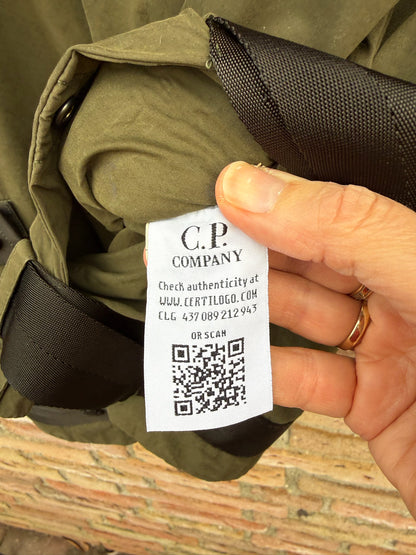 C.P.
COMPANY
Check authenticity at
WWW.CERTILOGO.COM
CLG 437 089 212 943
OR SCAN